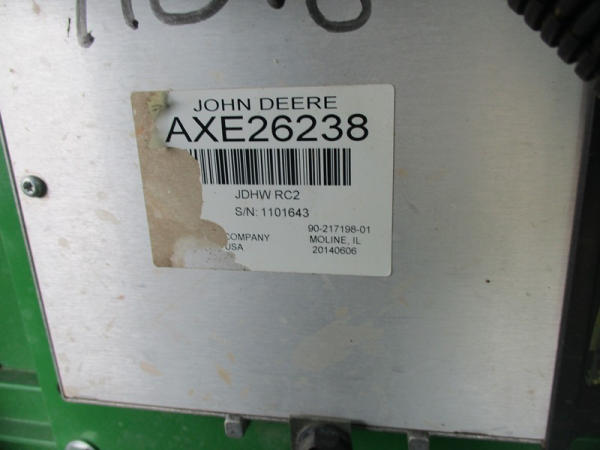 JOHN DEERE
AXE26238
JDHW RC2
S/N: 1101643
90-217198-01
COMPANY MOLINE, IL
USA 20140606